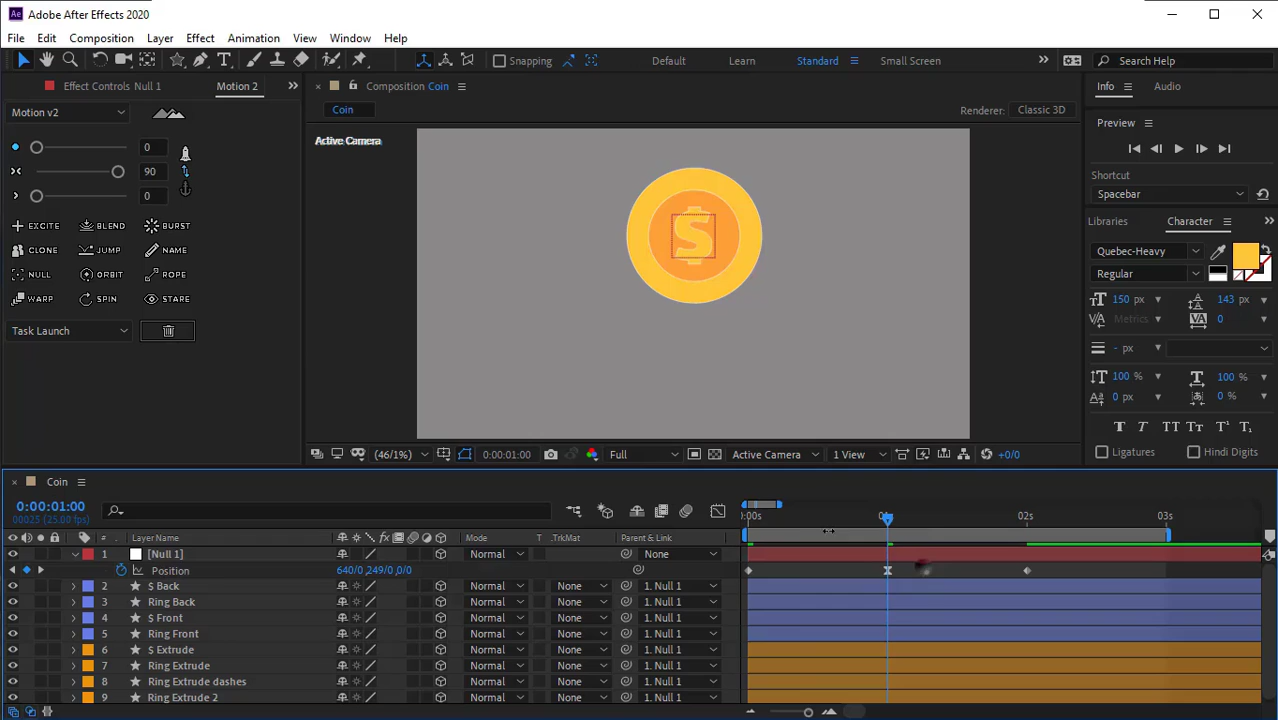 Adobe After Effects 2020
File Edit Composition Layer Effect Animation View Window Help
Snapping Default Learn Standard Small Screen Search Help
Effect Controls Null 1 Motion 2 Composition Coin Info Audio
Motion v2 Coin Renderer: Classic 3D
Preview
Active Camera
0
90
0
Shortcut
Spacebar
Libraries Character
EXCITE BLEND BURST
CLONE JUMP NAME
NULL ORBIT ROPE
WARP SPIN STARE
Task Launch
$
Quebec-Heavy
Regular
150 px 143 px
Metrics 0
- px
100 % 100 %
0 px 0 %
T T TT Tt T¹ T₁
Ligatures Hindi Digits
(46/1%) 0:00:01:00 Full Active Camera 1 View +0/0
Coin
0:00:01:00
00025 (25.00 fps)
:00s 02s 03s
# Layer Name Mode T .TrkMat Parent & Link
1 [Null 1] Normal None
Position 640/0,249/0,0/0
2 $ Back Normal None 1. Null 1
3 Ring Back Normal None 1. Null 1
4 $ Front Normal None 1. Null 1
5 Ring Front Normal None 1. Null 1
6 $ Extrude Normal None 1. Null 1
7 Ring Extrude Normal None 1. Null 1
8 Ring Extrude dashes Normal None 1. Null 1
9 Ring Extrude 2 Normal None 1. Null 1